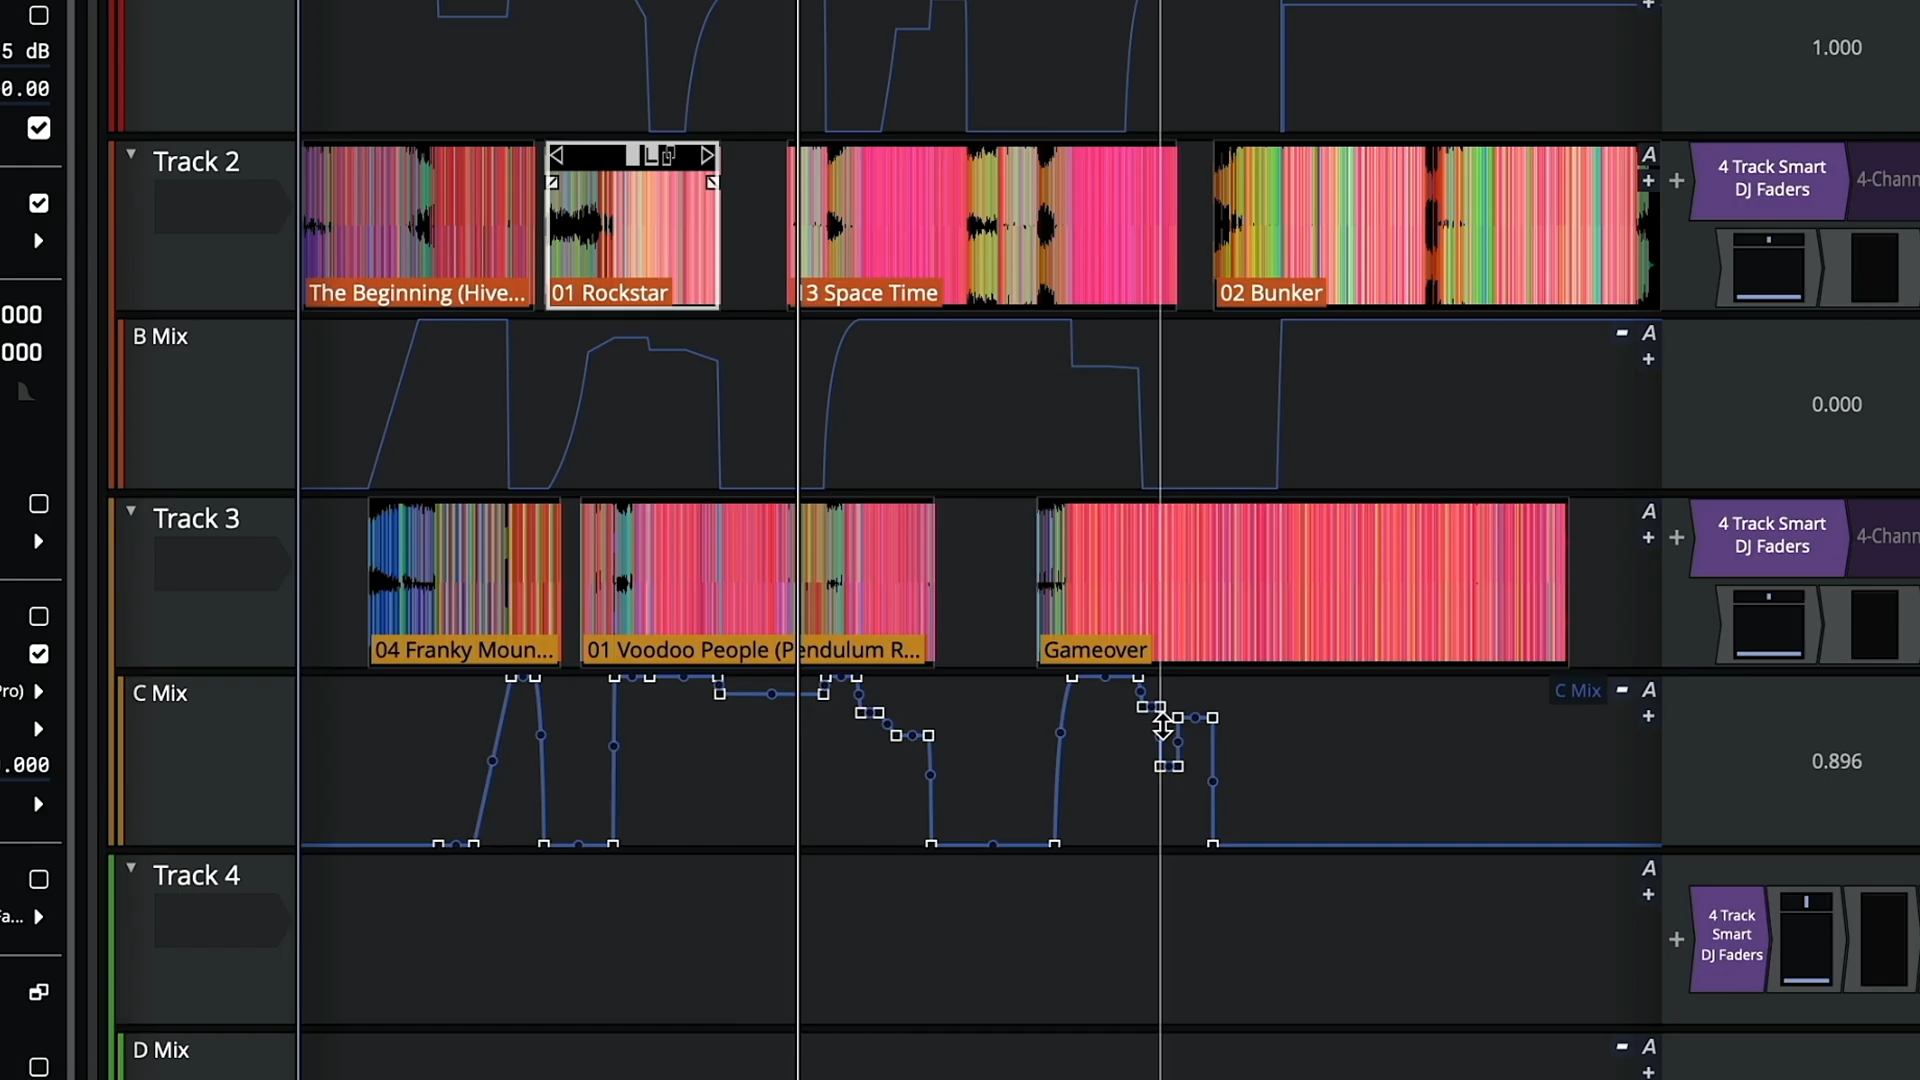 5 dB
0.00
1.000
Track 2
The Beginning (Hive...
L
01 Rockstar
3 Space Time
02 Bunker
A
+
+
4 Track Smart
DJ Faders
4-Chann
000
000
B Mix
A
+
0.000
Track 3
04 Franky Moun...
01 Voodoo People (Pendulum R...
Gameover
A
+
+
4 Track Smart
DJ Faders
4-Chann
Pro)
.000
C Mix
C Mix
A
+
0.896
Track 4
A
+
+
4 Track
Smart
DJ Faders
Fa...
D Mix
A
+